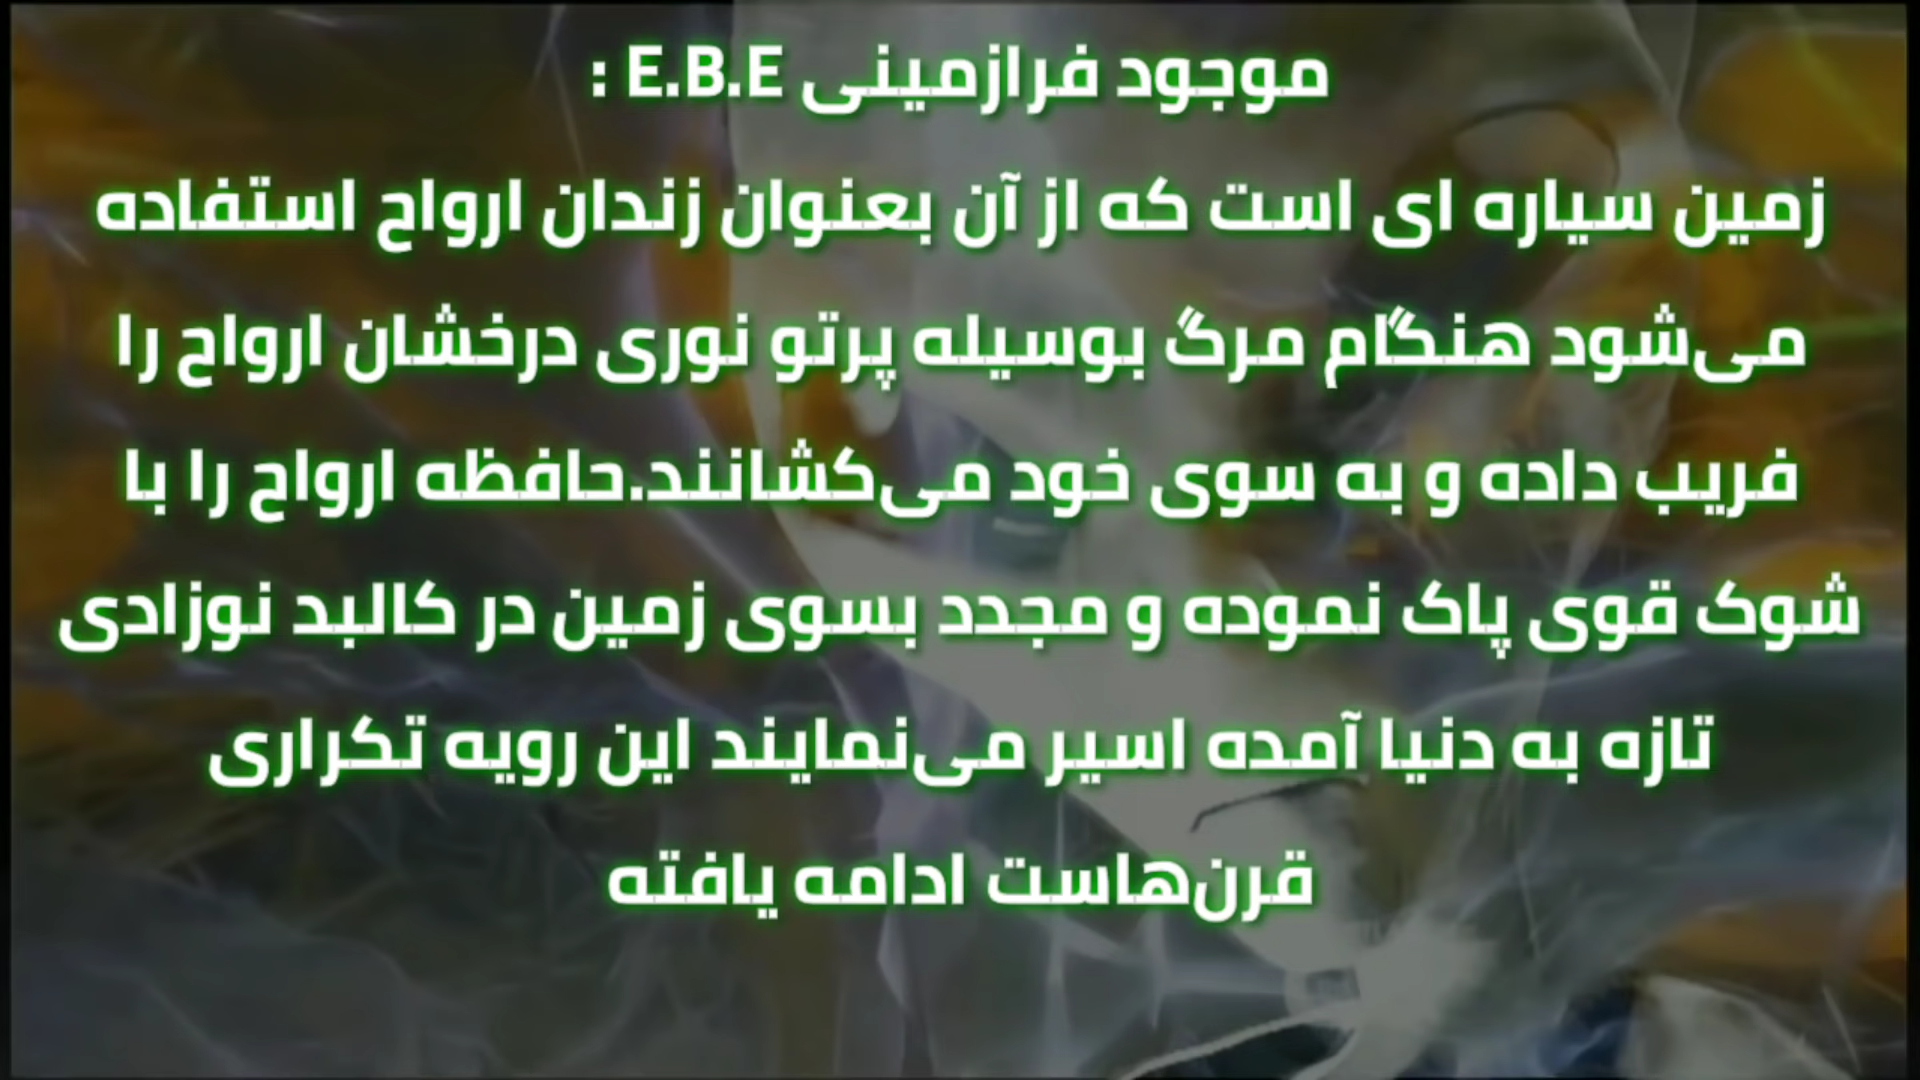 موجود فرازمینی E.B.E :
زمین سیاره ای است که از آن بعنوان زندان ارواح استفاده
می‌شود هنگام مرگ بوسیله پرتو نوری درخشان ارواح را
فریب داده و به سوی خود می‌کشانند.حافظه ارواح را با
شوک قوی پاک نموده و مجدد بسوی زمین در کالبد نوزادی
تازه به دنیا آمده اسیر می‌نمایند این رویه تکراری
قرن‌هاست ادامه یافته